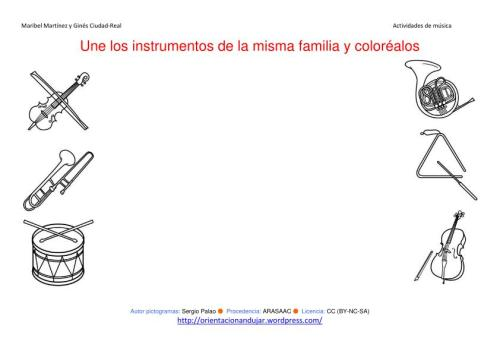 Maribel Martínez y Ginés Ciudad-Real
Actividades de música
Une los instrumentos de la misma familia y coloréalos
Autor pictogramas: Sergio Palao Procedencia: ARASAAC Licencia: CC (BY-NC-SA)
http://orientacionandujar.wordpress.com/